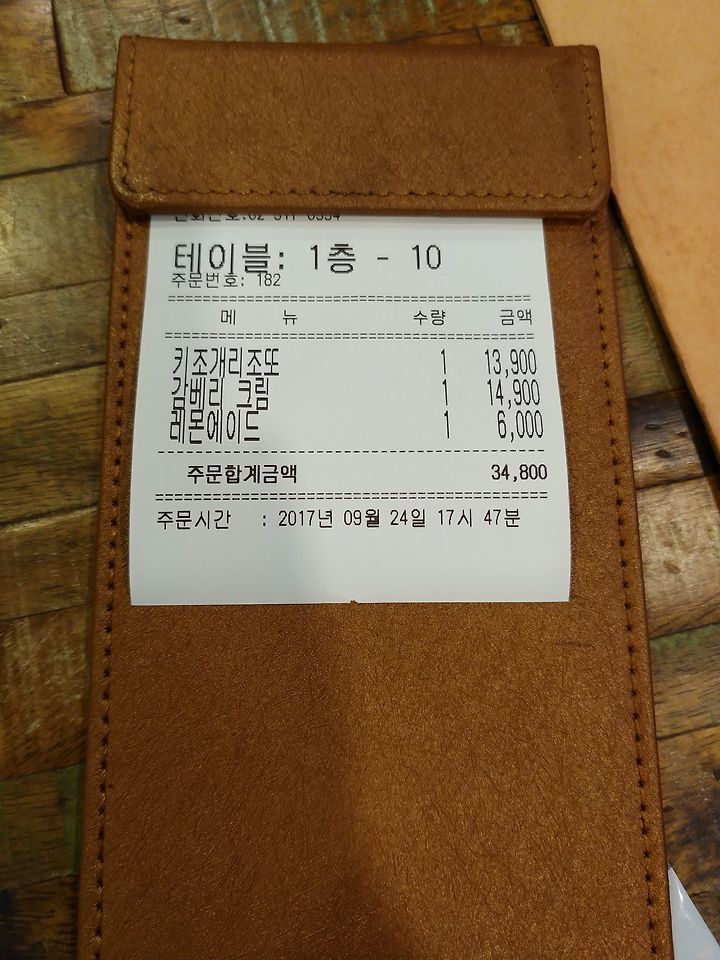 테이블: 1층 - 10
주문번호: 182
메 뉴 수량 금액
키조개리조또 1 13,900
감베리 크림 1 14,900
레몬에이드 1 6,000
주문합계금액 34,800
주문시간 : 2017년 09월 24일 17시 47분